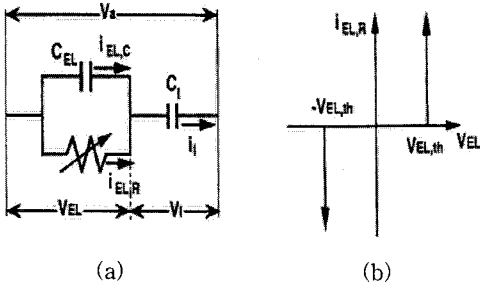 Va
CEL
iEL,C
Ci
ii
iEL,R
VEL
Vi
(a)
iEL,R
-VEL,th
VEL,th
VEL
(b)